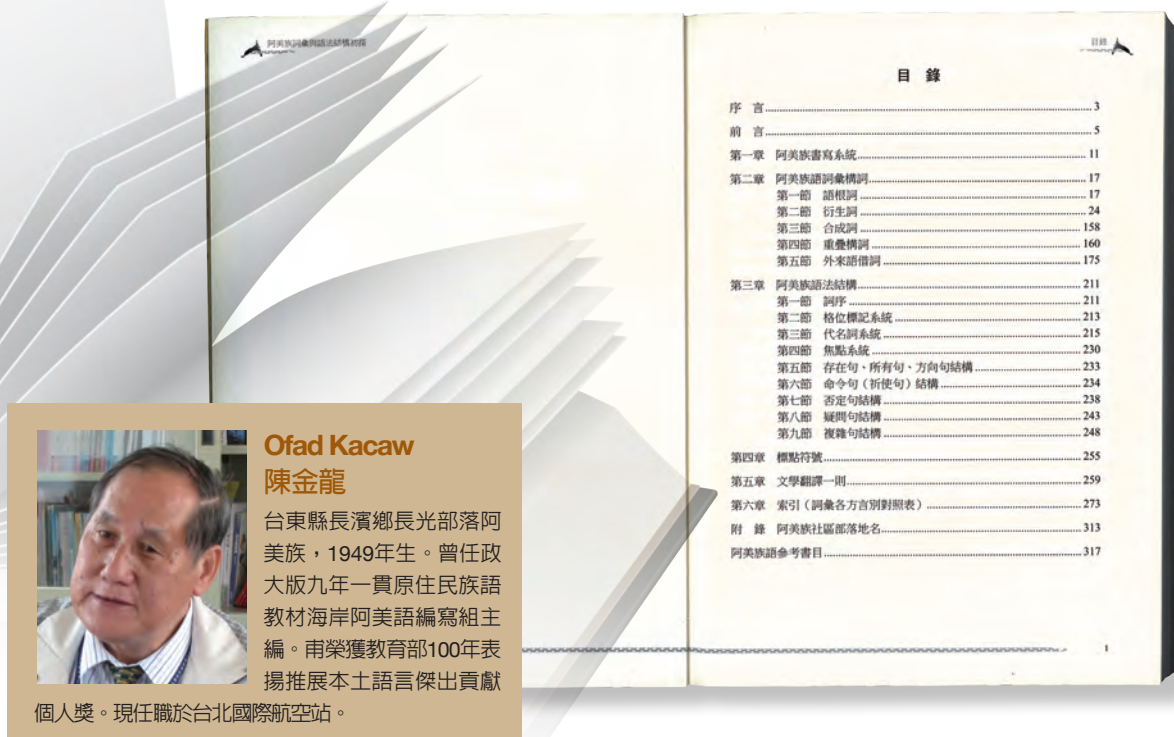 阿美族詞彙與語法結構初探
目錄
目 錄
序 言 3
前 言 5
第一章 阿美族書寫系統 11
第二章 阿美族語詞彙構詞 17
第一節 語根詞 17
第二節 衍生詞 24
第三節 合成詞 158
第四節 重疊構詞 160
第五節 外來語借詞 175
第三章 阿美族語法結構 211
第一節 詞序 211
第二節 格位標記系統 213
第三節 代名詞系統 215
第四節 焦點系統 230
第五節 存在句、所有句、方向句結構 233
第六節 命令句（祈使句）結構 234
第七節 否定句結構 238
第八節 疑問句結構 243
第九節 複雜句結構 248
第四章 標點符號 255
第五章 文學翻譯一則 259
第六章 索引（詞彙各方言別對照表） 273
附 錄 阿美族社區部落地名 313
阿美族語參考書目 317
1
Ofad Kacaw
陳金龍
台東縣長濱鄉長光部落阿
美族，1949年生。曾任政
大版九年一貫原住民族語
教材海岸阿美語編寫組主
編。甫榮獲教育部100年表
揚推展本土語言傑出貢獻
個人獎。現任職於台北國際航空站。